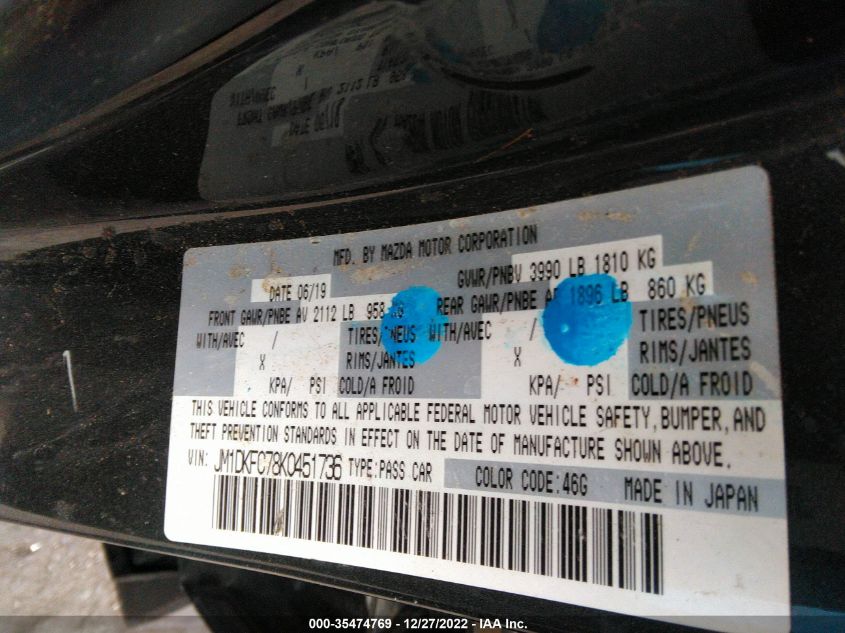 MFD. BY MAZDA MOTOR CORPORATION
DATE 06/19 GVWR/PNBV 3990 LB 1810 KG
FRONT GAWR/PNBE AV 2112 LB 958 KG REAR GAWR/PNBE 1896 LB 860 KG
WITH/AVEC / TIRES/PNEUS WITH/AVEC / TIRES/PNEUS
X RIMS/JANTES X RIMS/JANTES
KPA/ PSI COLD/A FROID KPA/ PSI COLD/A FROID
THIS VEHICLE CONFORMS TO ALL APPLICABLE FEDERAL MOTOR VEHICLE SAFETY, BUMPER, AND
THEFT PREVENTION STANDARDS IN EFFECT ON THE DATE OF MANUFACTURE SHOWN ABOVE.
VIN: JM1DKFC78K0451736 TYPE:PASS CAR COLOR CODE:46G MADE IN JAPAN
000-35474769 - 12/27/2022 - © IAA Inc.